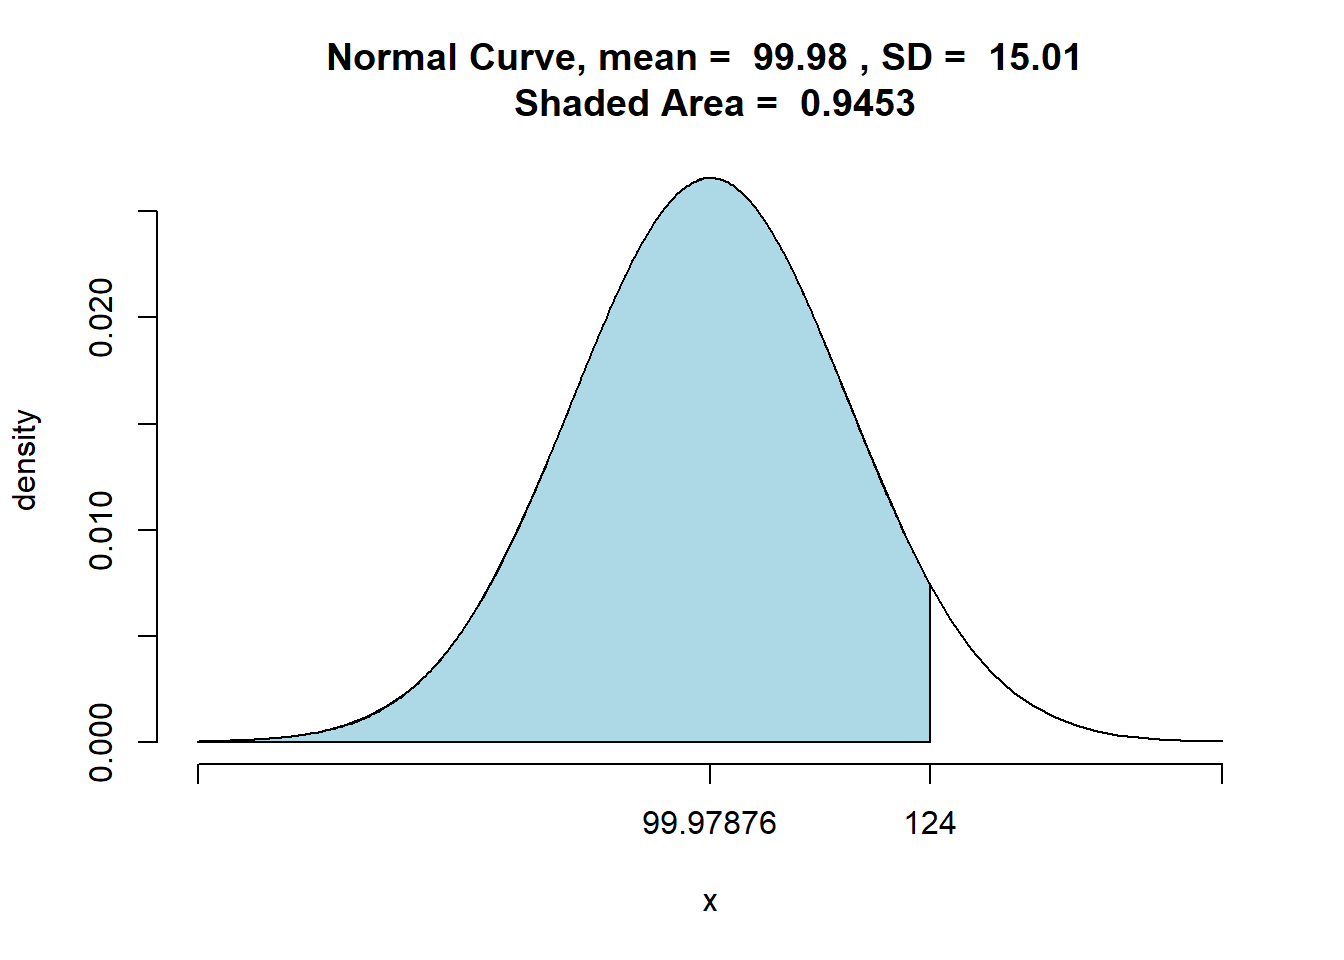 Normal Curve, mean =  99.98 , SD =  15.01
Shaded Area =  0.9453
density
0.020
0.010
0.000
99.97876
124
x